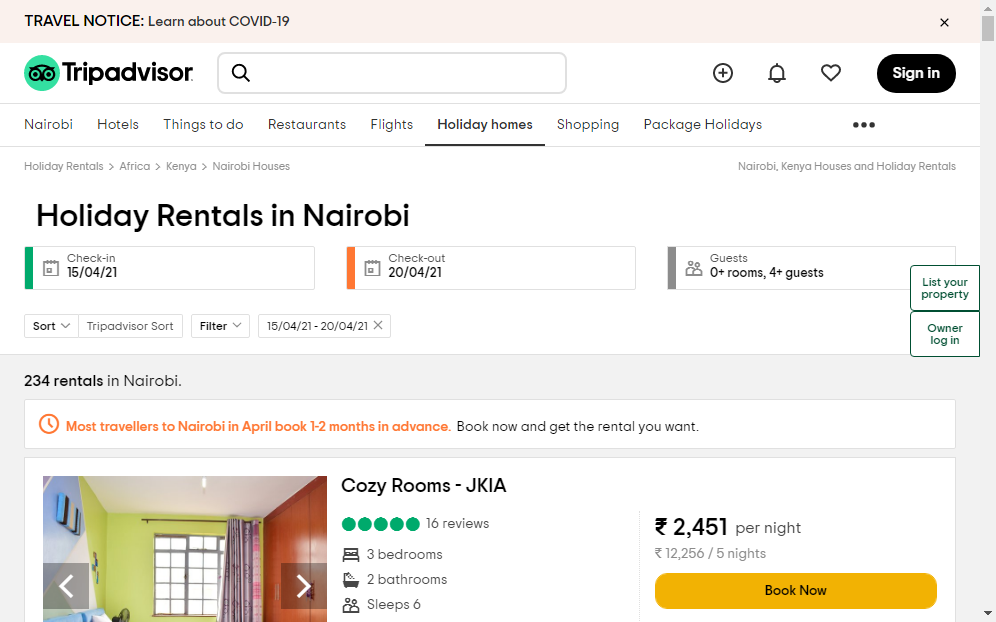 TRAVEL NOTICE: Learn about COVID-19
Tripadvisor
Sign in
Nairobi Hotels Things to do Restaurants Flights Holiday homes Shopping Package Holidays
Holiday Rentals > Africa > Kenya > Nairobi Houses
Nairobi, Kenya Houses and Holiday Rentals
Holiday Rentals in Nairobi
Check-in
15/04/21
Check-out
20/04/21
Guests
0+ rooms, 4+ guests
List your
property
Owner
log in
Sort Tripadvisor Sort Filter 15/04/21 - 20/04/21
234 rentals in Nairobi.
Most travellers to Nairobi in April book 1-2 months in advance. Book now and get the rental you want.
Cozy Rooms - JKIA
16 reviews
3 bedrooms
2 bathrooms
Sleeps 6
₹ 2,451 per night
₹ 12,256 / 5 nights
Book Now